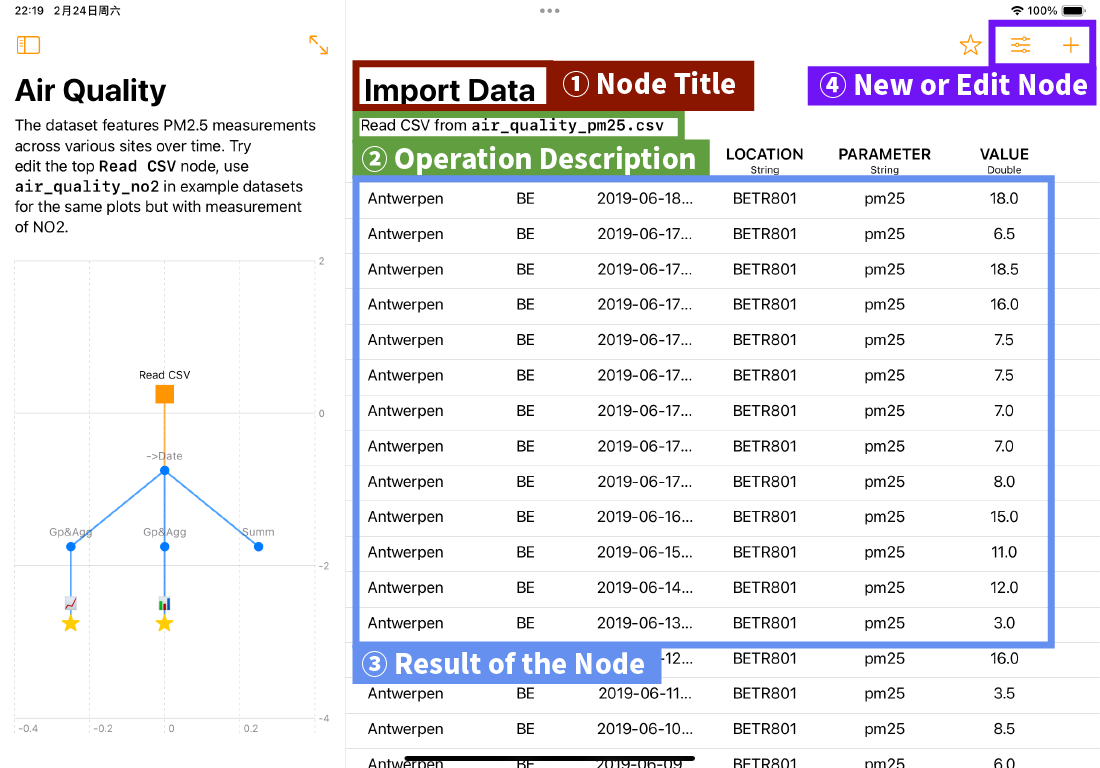 22:19 2月24日周六
100%
Air Quality
The dataset features PM2.5 measurements
across various sites over time. Try
edit the top Read CSV node, use
air_quality_no2 in example datasets
for the same plots but with measurement
of NO2.
2
Read CSV
0
->Date
Gp&Agg Gp&Agg Summ
-2
-4
-0.4 -0.2 0 0.2
Import Data ① Node Title
④ New or Edit Node
Read CSV from air_quality_pm25.csv
② Operation Description
LOCATION PARAMETER VALUE
String String Double
Antwerpen BE 2019-06-18... BETR801 pm25 18.0
Antwerpen BE 2019-06-17... BETR801 pm25 6.5
Antwerpen BE 2019-06-17... BETR801 pm25 18.5
Antwerpen BE 2019-06-17... BETR801 pm25 16.0
Antwerpen BE 2019-06-17... BETR801 pm25 7.5
Antwerpen BE 2019-06-17... BETR801 pm25 7.5
Antwerpen BE 2019-06-17... BETR801 pm25 7.0
Antwerpen BE 2019-06-17... BETR801 pm25 7.0
Antwerpen BE 2019-06-17... BETR801 pm25 8.0
Antwerpen BE 2019-06-16... BETR801 pm25 15.0
Antwerpen BE 2019-06-15... BETR801 pm25 11.0
Antwerpen BE 2019-06-14... BETR801 pm25 12.0
Antwerpen BE 2019-06-13... BETR801 pm25 3.0
③ Result of the Node -12... BETR801 pm25 16.0
Antwerpen BE 2019-06-11... BETR801 pm25 3.5
Antwerpen BE 2019-06-10... BETR801 pm25 8.5
Antwerpen BE 2019-06-09 BETR801 pm25 6.0